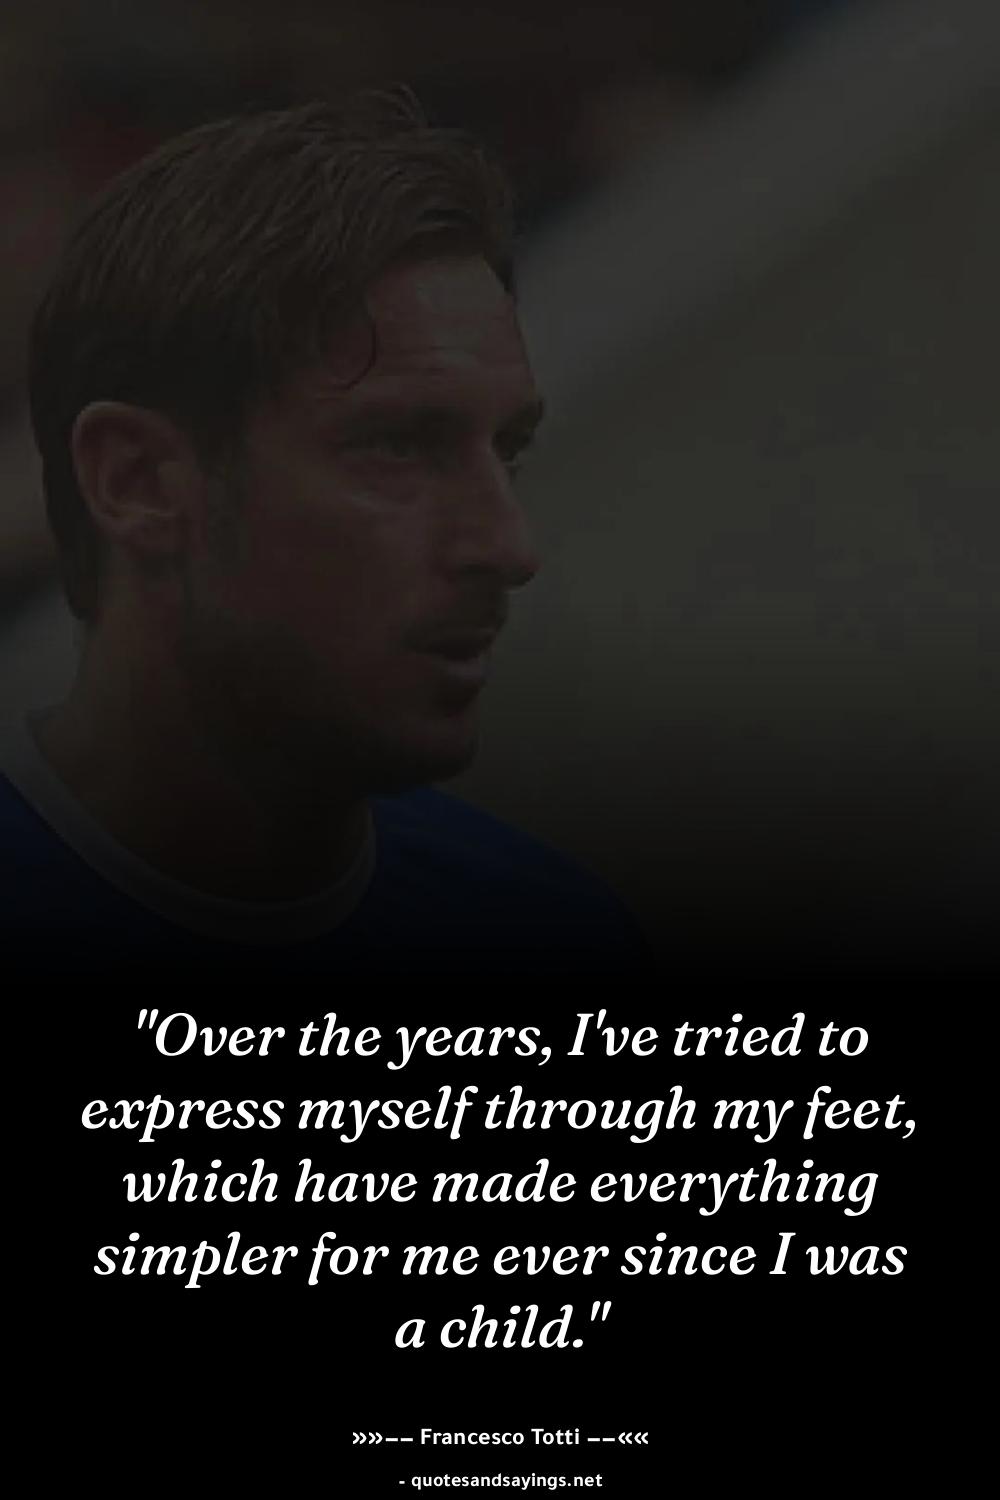 "Over the years, I've tried to
express myself through my feet,
which have made everything
simpler for me ever since I was
a child."
»»–– Francesco Totti ––««
- quotesandsayings.net